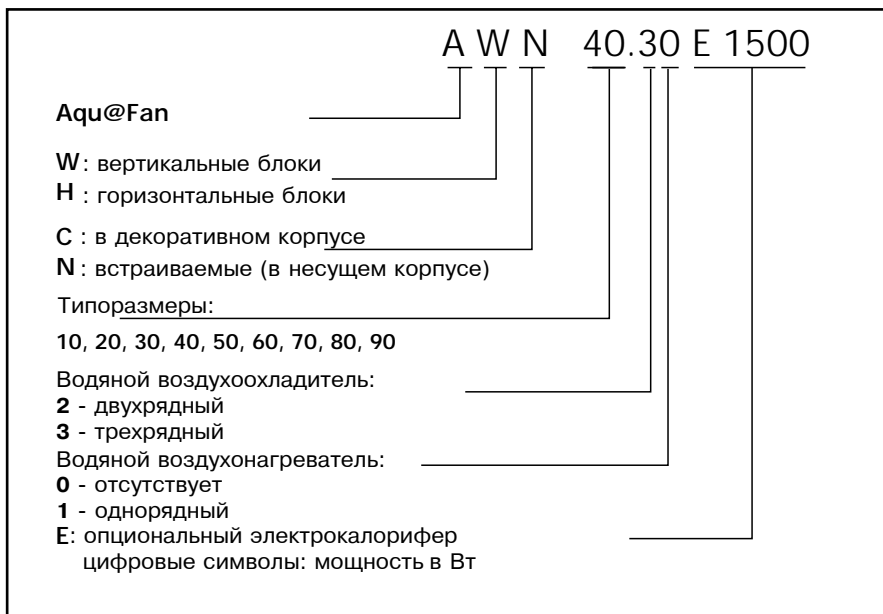 A W N 40.30 E 1500
Aqu@Fan
W: вертикальные блоки
H : горизонтальные блоки
C : в декоративном корпусе
N : встраиваемые (в несущем корпусе)
Типоразмеры:
10, 20, 30, 40, 50, 60, 70, 80, 90
Водяной воздухоохладитель:
2 - двухрядный
3 - трехрядный
Водяной воздухонагреватель:
0 - отсутствует
1 - однорядный
E: опциональный электрокалорифер
цифровые символы: мощность в Вт